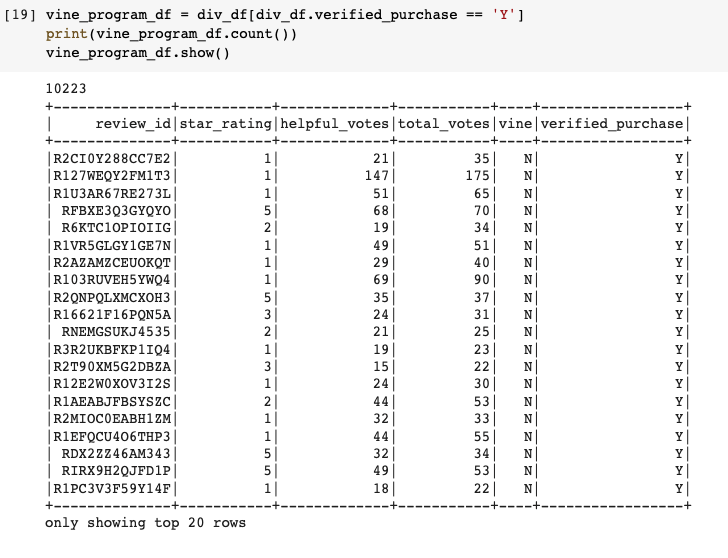 [19] vine_program_df = div_df[div_df.verified_purchase == 'Y']
print(vine_program_df.count())
vine_program_df.show()
10223
+--------------+-----------+-------------+-----------+----+-----------------+
|     review_id|star_rating|helpful_votes|total_votes|vine|verified_purchase|
+--------------+-----------+-------------+-----------+----+-----------------+
|R2CI0Y288CC7E2|          1|           21|         35|   N|                Y|
|R127WEQY2FM1T3|          1|          147|        175|   N|                Y|
|R1U3AR67RE273L|          1|           51|         65|   N|                Y|
| RFBXE3Q3GYQYO|          5|           68|         70|   N|                Y|
| R6KTC1OPIOIIG|          2|           19|         34|   N|                Y|
|R1VR5GLGY1GE7N|          1|           49|         51|   N|                Y|
|R2AZAMZCEUOKQT|          1|           29|         40|   N|                Y|
|R103RUVEH5YWQ4|          1|           69|         90|   N|                Y|
|R2QNPQLXMCXOH3|          5|           35|         37|   N|                Y|
|R16621F16PQN5A|          3|           24|         31|   N|                Y|
| RNEMGSUKJ4535|          2|           21|         25|   N|                Y|
|R3R2UKBFKP1IQ4|          1|           19|         23|   N|                Y|
|R2T90XM5G2DBZA|          3|           15|         22|   N|                Y|
|R12E2W0XOV3I2S|          1|           24|         30|   N|                Y|
|R1AEABJFBSYSZC|          2|           44|         53|   N|                Y|
|R2MIOC0EABH1ZM|          1|           32|         33|   N|                Y|
|R1EFQCU4O6THP3|          1|           44|         55|   N|                Y|
| RDX2ZZ46AM343|          5|           32|         34|   N|                Y|
| RIRX9H2QJFD1P|          5|           49|         53|   N|                Y|
|R1PC3V3F59Y14F|          1|           18|         22|   N|                Y|
+--------------+-----------+-------------+-----------+----+-----------------+
only showing top 20 rows